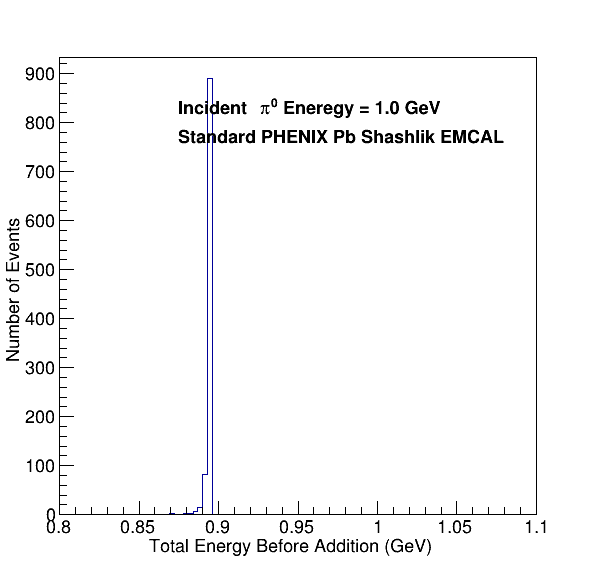 Incident π⁰ Eneregy = 1.0 GeV
Standard PHENIX Pb Shashlik EMCAL
Number of Events
900
800
700
600
500
400
300
200
100
0
0.8 0.85 0.9 0.95 1 1.05 1.1
Total Energy Before Addition (GeV)